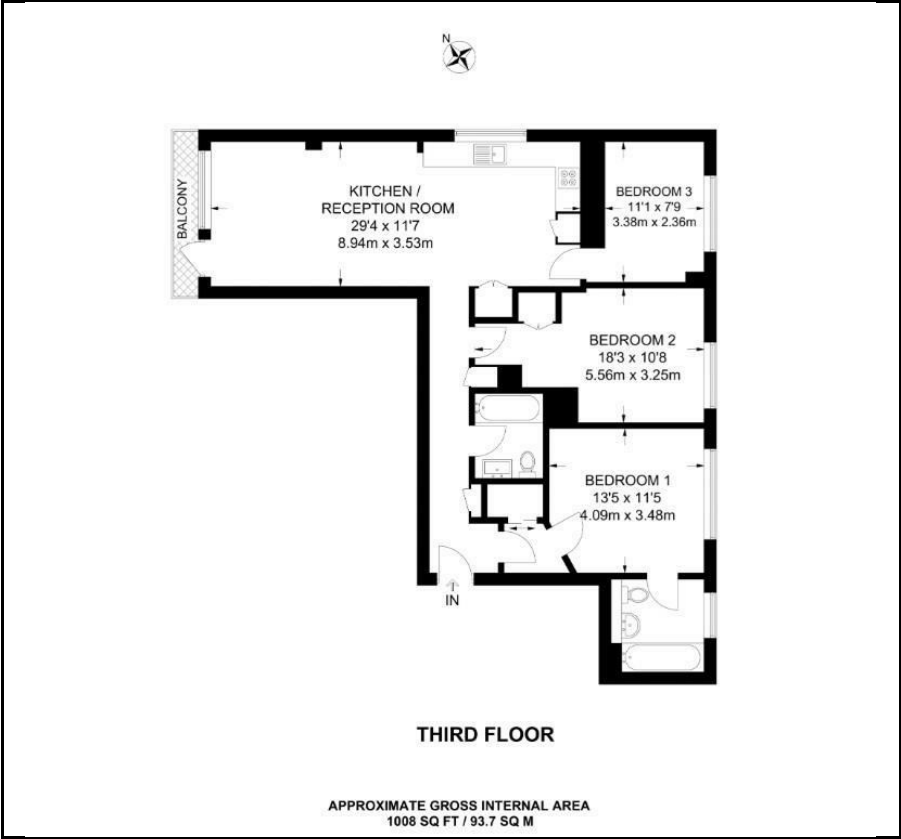 N
BALCONY
KITCHEN /
RECEPTION ROOM
29'4 x 11'7
8.94m x 3.53m
BEDROOM 3
11'1 x 7'9
3.38m x 2.36m
BEDROOM 2
18'3 x 10'8
5.56m x 3.25m
BEDROOM 1
13'5 x 11'5
4.09m x 3.48m
IN
THIRD FLOOR
APPROXIMATE GROSS INTERNAL AREA
1008 SQ FT / 93.7 SQ M